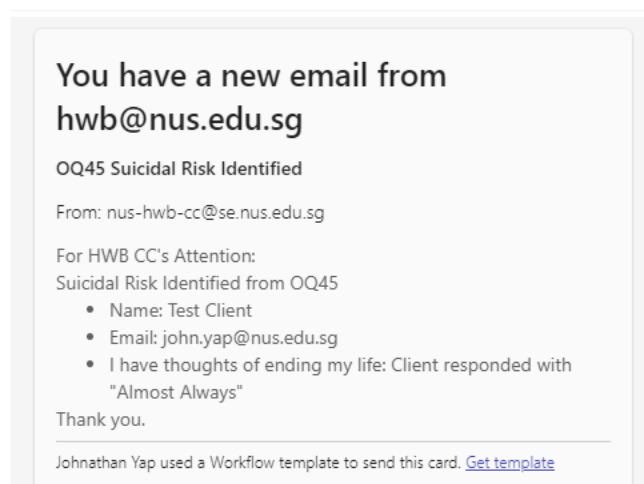 You have a new email from
hwb@nus.edu.sg
OQ45 Suicidal Risk Identified
From: nus-hwb-cc@se.nus.edu.sg
For HWB CC's Attention:
Suicidal Risk Identified from OQ45
• Name: Test Client
• Email: john.yap@nus.edu.sg
• I have thoughts of ending my life: Client responded with
"Almost Always"
Thank you.
Johnathan Yap used a Workflow template to send this card. Get template